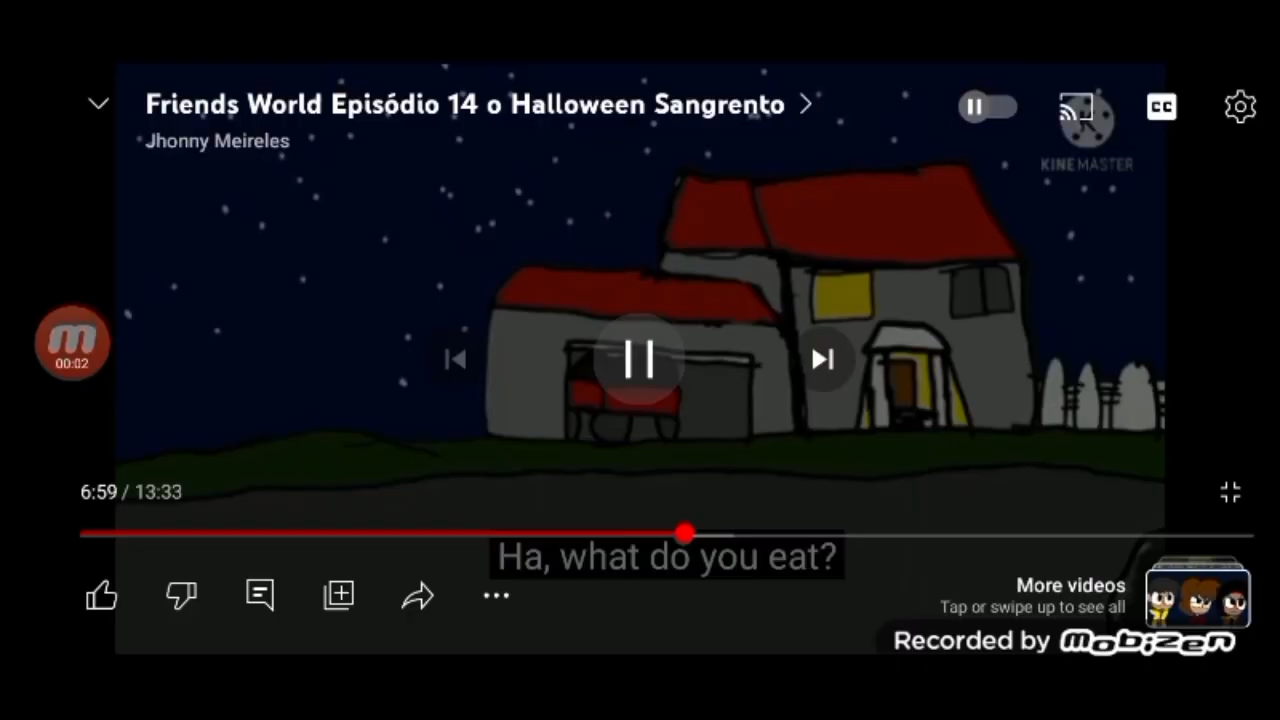 Friends World Episódio 14 o Halloween Sangrento
Jhonny Meireles
CC
KINEMASTER
00:02
6:59 / 13:33
Ha, what do you eat?
More videos
Tap or swipe up to see all
Recorded by mobizen